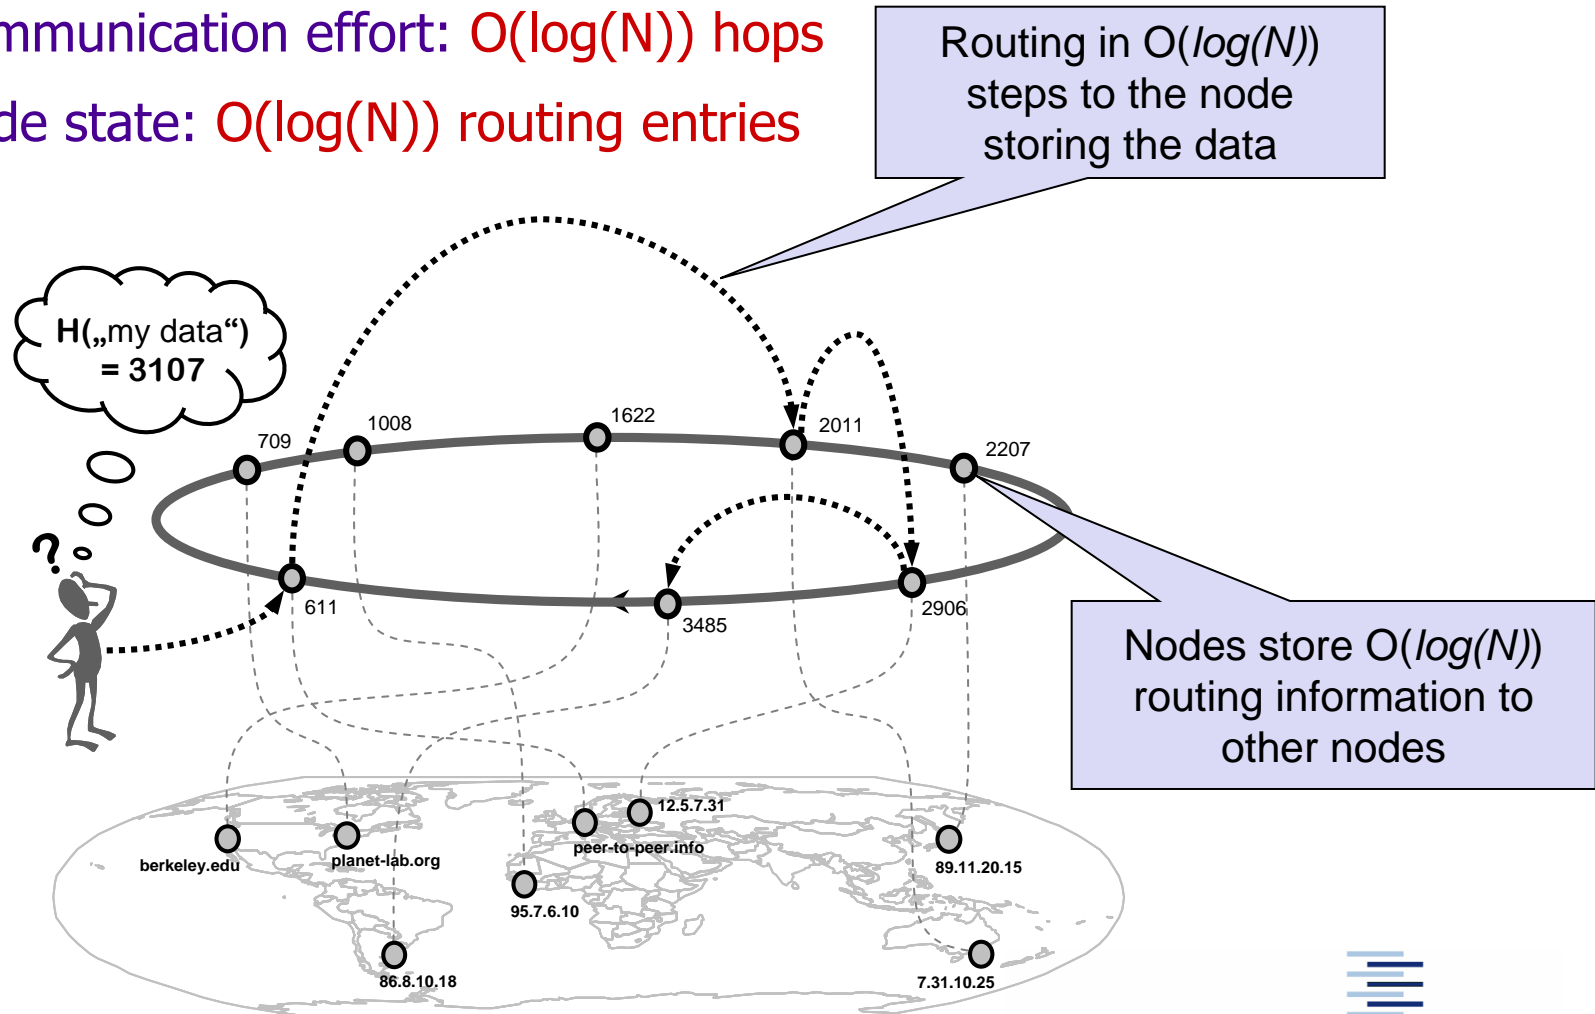 mmunication effort: O(log(N)) hops
de state: O(log(N)) routing entries
Routing in O(log(N))
steps to the node
storing the data
H(„my data“)
= 3107
709
1008
1622
2011
2207
?
611
3485
2906
Nodes store O(log(N))
routing information to
other nodes
12.5.7.31
berkeley.edu
planet-lab.org
peer-to-peer.info
89.11.20.15
95.7.6.10
86.8.10.18
7.31.10.25